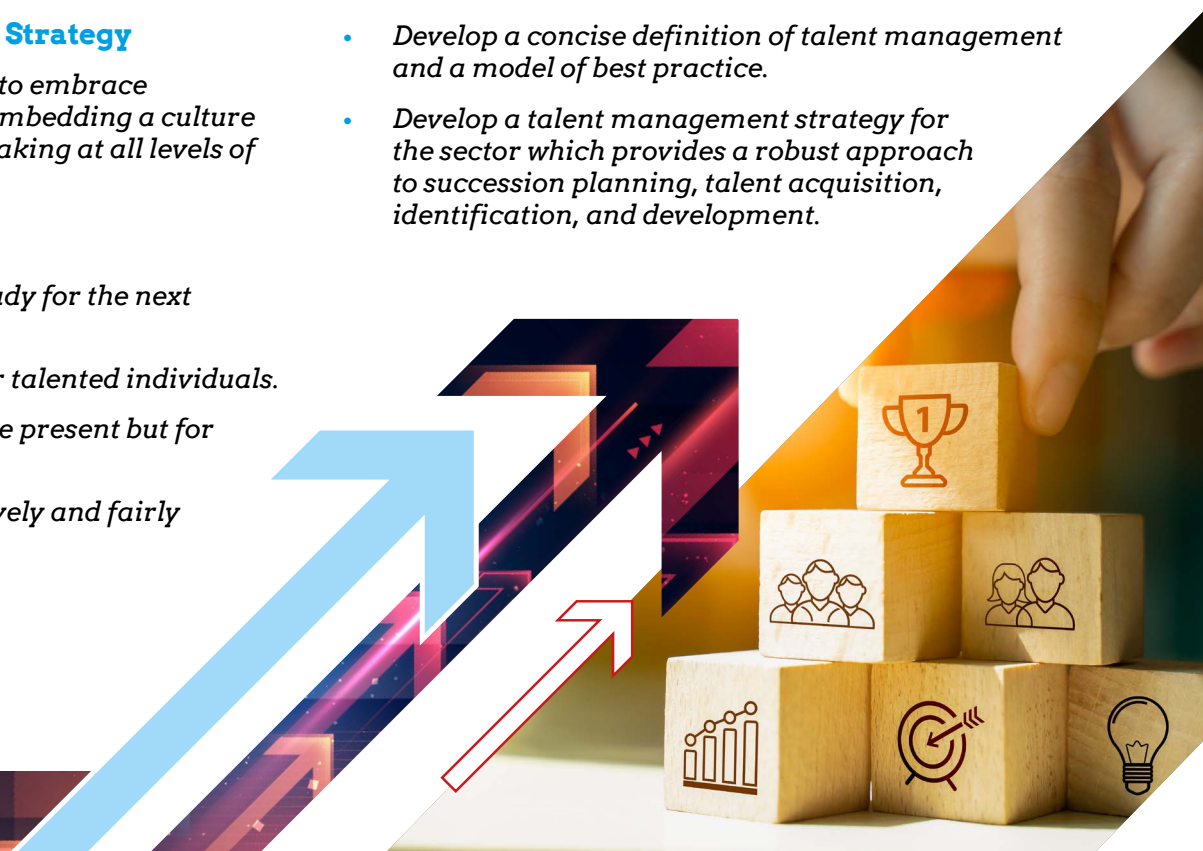 Strategy
to embrace
mbedding a culture
aking at all levels of
dy for the next
talented individuals.
e present but for
vely and fairly
Develop a concise definition of talent management
and a model of best practice.
Develop a talent management strategy for
the sector which provides a robust approach
to succession planning, talent acquisition,
identification, and development.
1